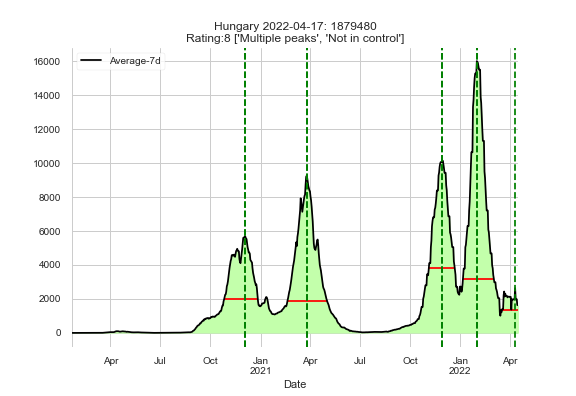 Hungary 2022-04-17: 1879480
Rating:8 ['Multiple peaks', 'Not in control']
Average-7d
16000
14000
12000
10000
8000
6000
4000
2000
0
Apr Jul Oct Jan Apr Jul Oct Jan Apr
2021 2022
Date